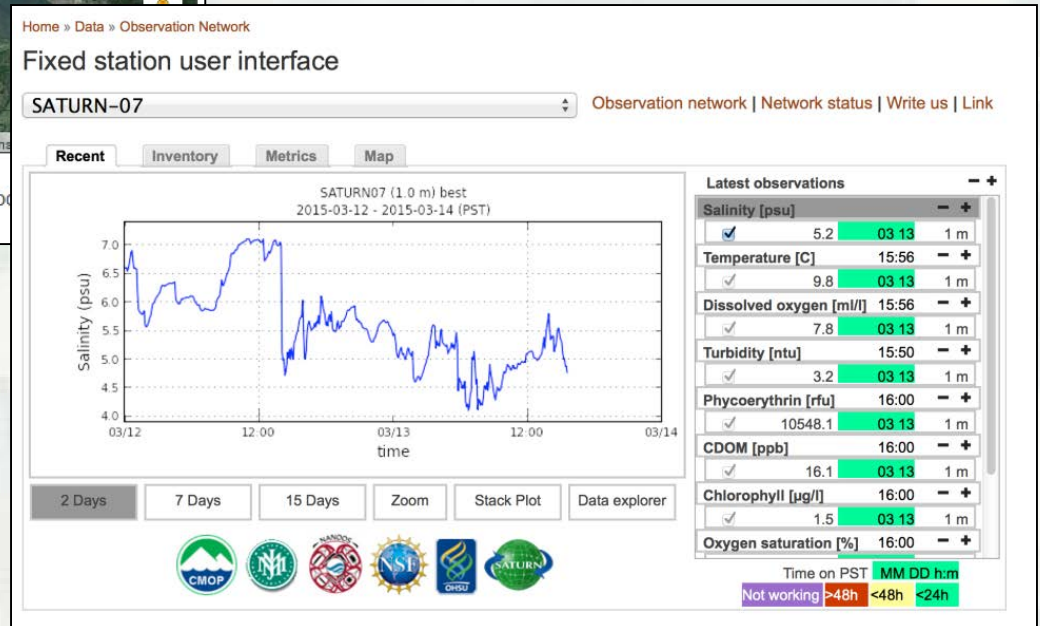 Home » Data » Observation Network
Fixed station user interface
SATURN-07
Observation network | Network status | Write us | Link
Recent
Inventory
Metrics
Map
SATURN07 (1.0 m) best
2015-03-12 - 2015-03-14 (PST)
Salinity (psu)
7.0
6.5
6.0
5.5
5.0
4.5
4.0
03/12
12:00
03/13
12:00
03/14
time
2 Days
7 Days
15 Days
Zoom
Stack Plot
Data explorer
CMOP
NANOOS
NSF
OHSU
SATURN
Latest observations - +
Salinity [psu] - +
5.2 03 13 1 m
Temperature [C] 15:56 - +
9.8 03 13 1 m
Dissolved oxygen [ml/l] 15:56 - +
7.8 03 13 1 m
Turbidity [ntu] 15:50 - +
3.2 03 13 1 m
Phycoerythrin [rfu] 16:00 - +
10548.1 03 13 1 m
CDOM [ppb] 16:00 - +
16.1 03 13 1 m
Chlorophyll [µg/l] 16:00 - +
1.5 03 13 1 m
Oxygen saturation [%] 16:00 - +
Time on PST MM DD h:m
Not working >48h <48h <24h